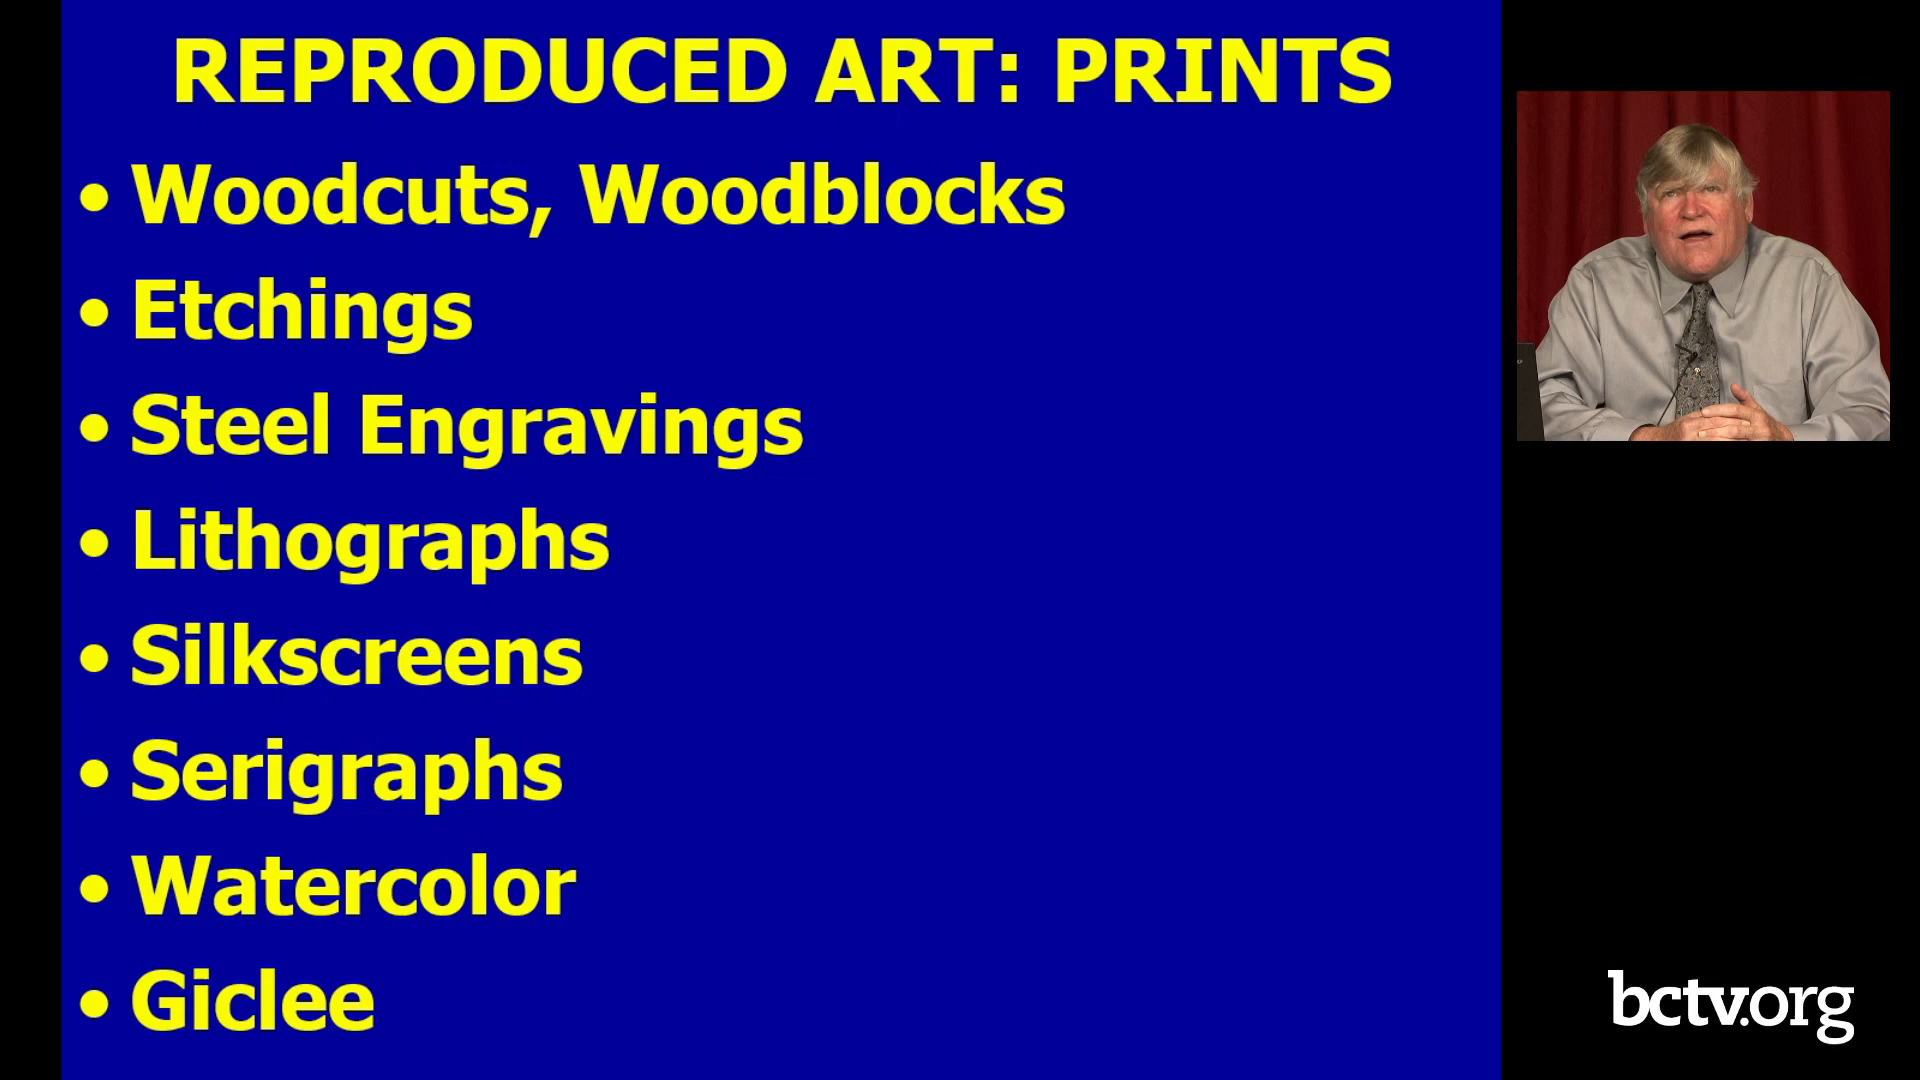 REPRODUCED ART: PRINTS
• Woodcuts, Woodblocks
• Etchings
• Steel Engravings
• Lithographs
• Silkscreens
• Serigraphs
• Watercolor
• Giclee
bctv.org